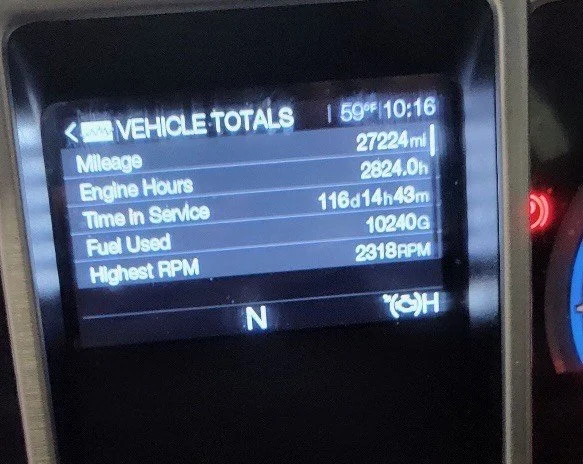 < VEHICLE TOTALS | 59°F | 10:16
Mileage 27224mi
Engine Hours 2824.0h
Time In Service 116d14h43m
Fuel Used 10240G
Highest RPM 2318RPM
N H